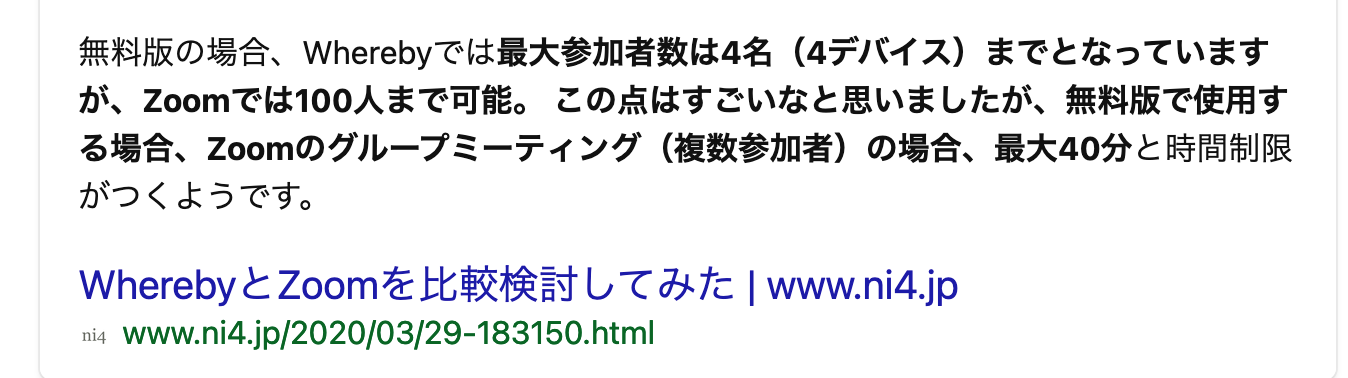 無料版の場合、Wherebyでは最大参加者数は4名（4デバイス）までとなっています
が、Zoomでは100人まで可能。 この点はすごいなと思いましたが、無料版で使用す
る場合、Zoomのグループミーティング（複数参加者）の場合、最大40分と時間制限
がつくようです。
WherebyとZoomを比較検討してみた | www.ni4.jp
ni4 www.ni4.jp/2020/03/29-183150.html